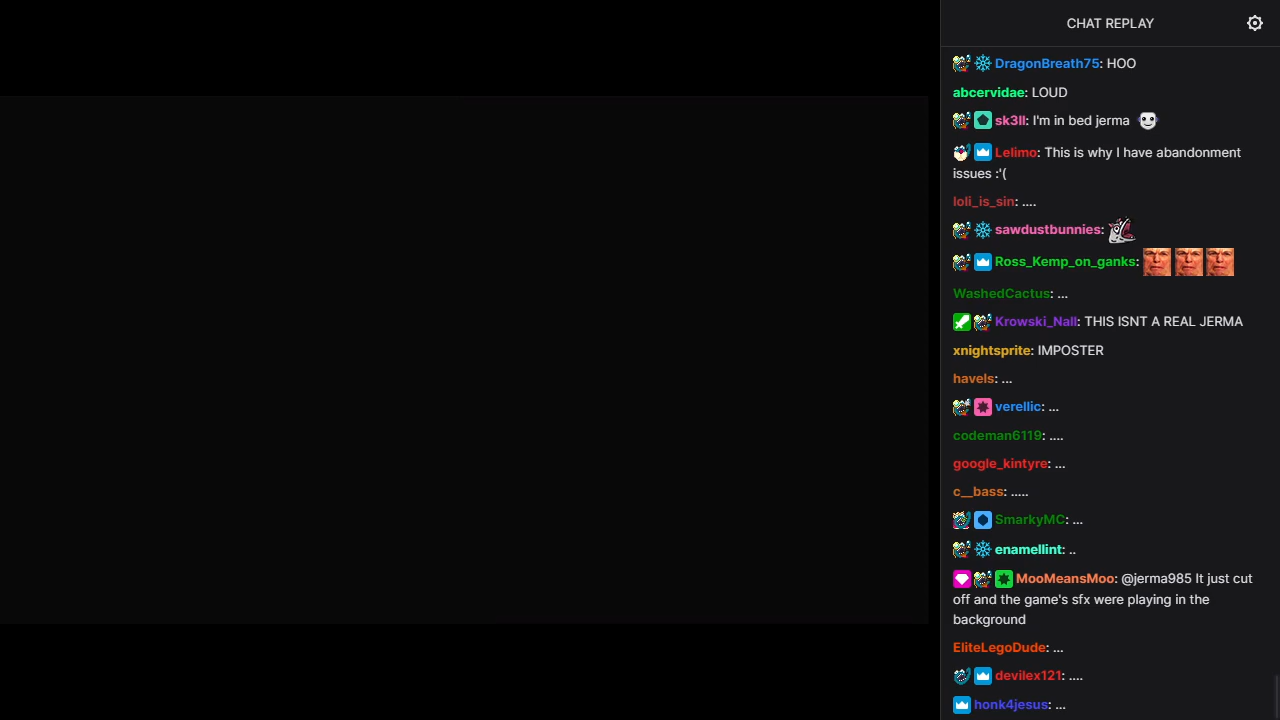 CHAT REPLAY
DragonBreath75: HOO
abcervidae: LOUD
sk3ll: I'm in bed jerma
Lelimo: This is why I have abandonment
issues :'(
loli_is_sin: ....
sawdustbunnies:
Ross_Kemp_on_ganks:
WashedCactus: ...
Krowski_Nall: THIS ISNT A REAL JERMA
xnightsprite: IMPOSTER
havels: ...
verellic: ...
codeman6119: ....
google_kintyre: ...
c__bass: .....
SmarkyMC: ...
enamellint: ..
MooMeansMoo: @jerma985 It just cut
off and the game's sfx were playing in the
background
EliteLegoDude: ...
devilex121: ....
honk4jesus: ...